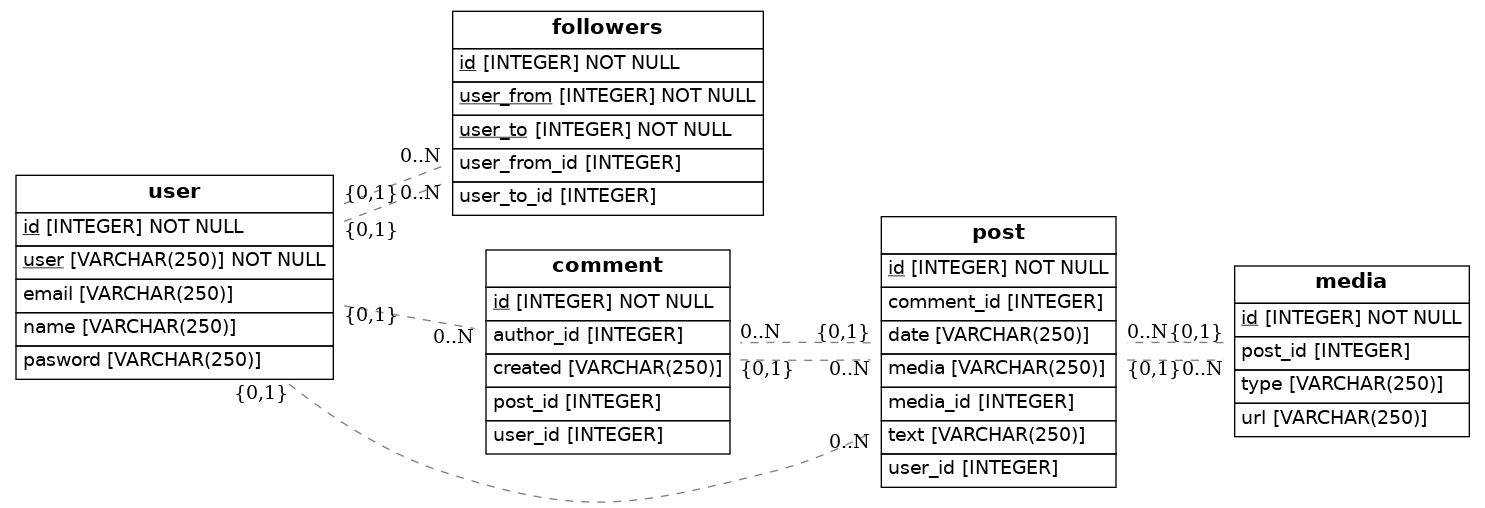 followers
id [INTEGER] NOT NULL
user_from [INTEGER] NOT NULL
user_to [INTEGER] NOT NULL
user_from_id [INTEGER]
user_to_id [INTEGER]
0..N
{0,1}
0..N
{0,1}
user
id [INTEGER] NOT NULL
user [VARCHAR(250)] NOT NULL
email [VARCHAR(250)]
name [VARCHAR(250)]
pasword [VARCHAR(250)]
{0,1}
0..N
{0,1}
0..N
comment
id [INTEGER] NOT NULL
author_id [INTEGER]
created [VARCHAR(250)]
post_id [INTEGER]
user_id [INTEGER]
0..N
{0,1}
{0,1}
0..N
post
id [INTEGER] NOT NULL
comment_id [INTEGER]
date [VARCHAR(250)]
media [VARCHAR(250)]
media_id [INTEGER]
text [VARCHAR(250)]
user_id [INTEGER]
0..N
{0,1}
{0,1}
0..N
media
id [INTEGER] NOT NULL
post_id [INTEGER]
type [VARCHAR(250)]
url [VARCHAR(250)]